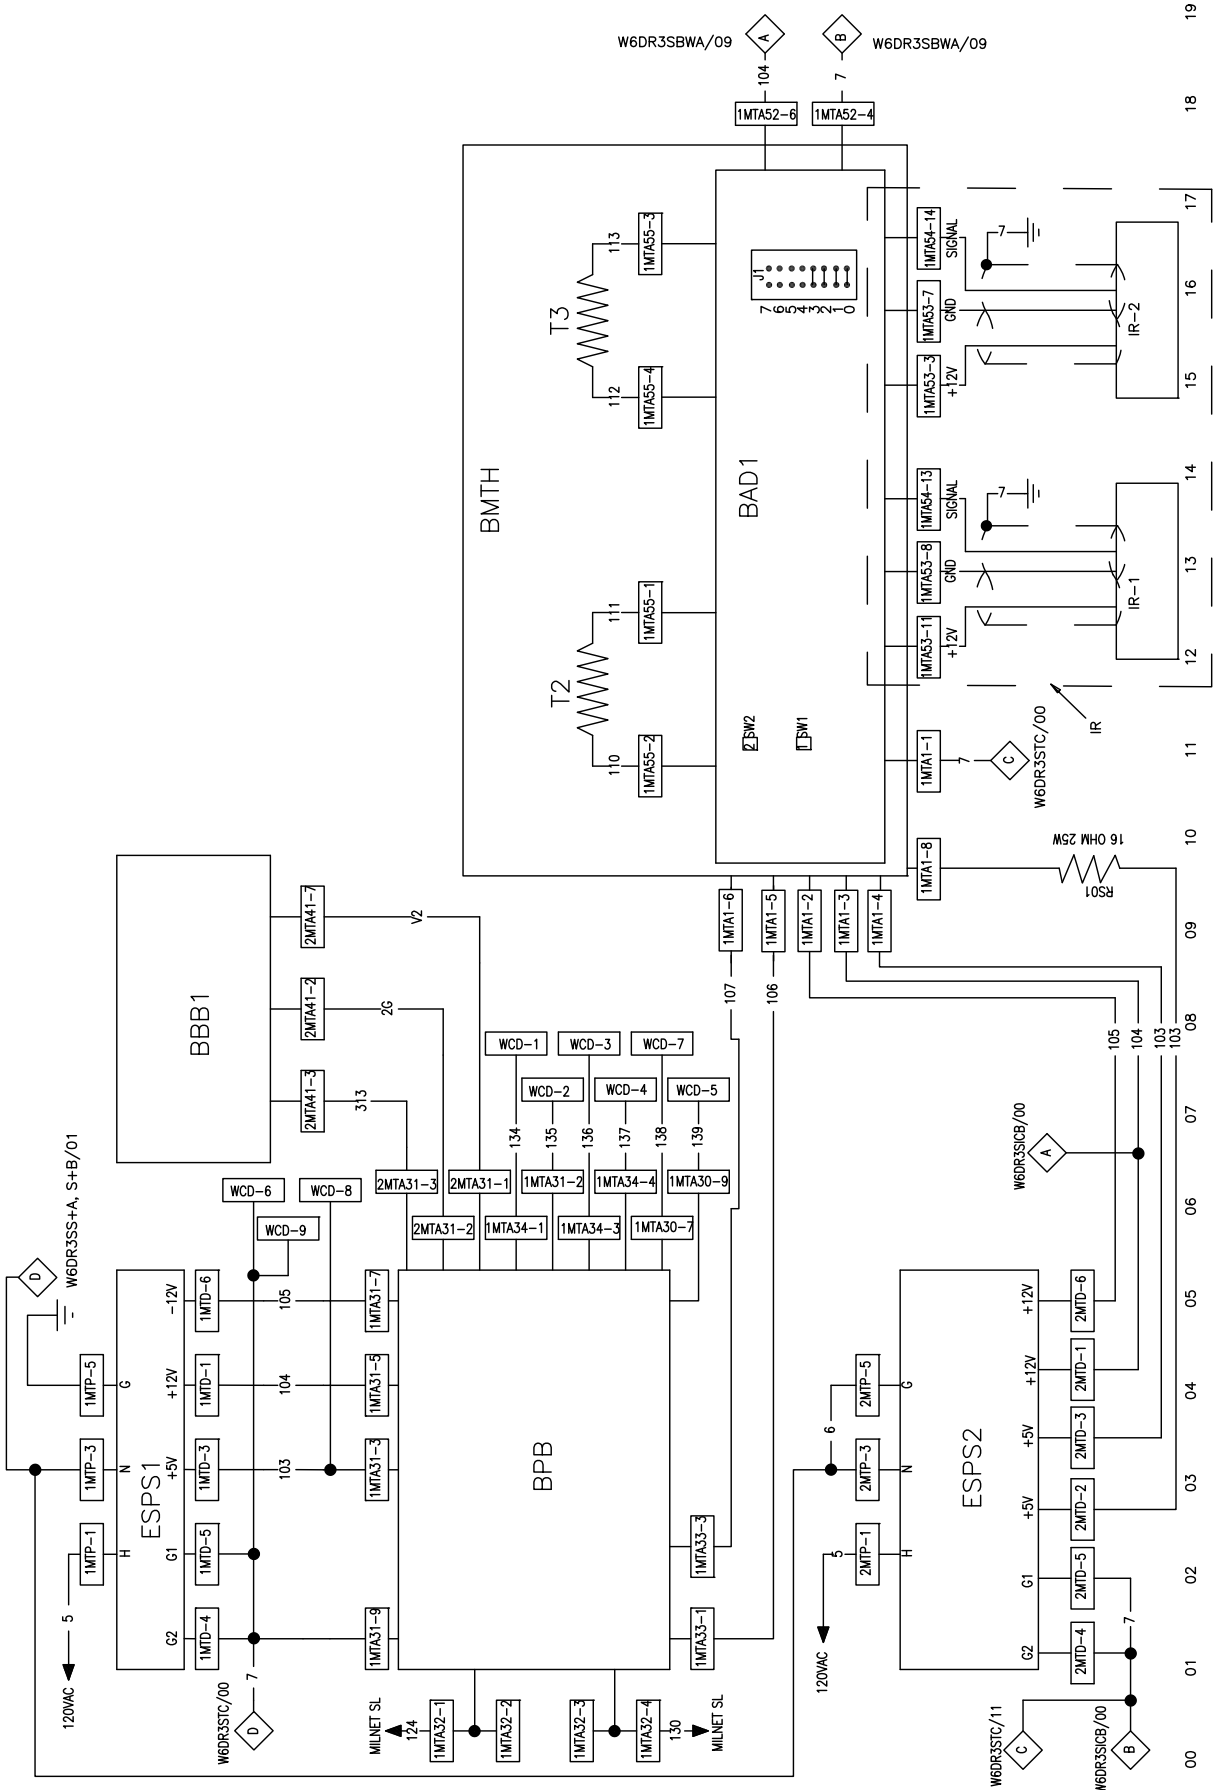 W6DR3SBWA/09
A
B
W6DR3SBWA/09
104
7
1MTA52-6
1MTA52-4
BMTH
T3
113
1MTA55-3
112
1MTA55-4
T2
111
1MTA55-1
110
1MTA55-2
BAD1
J1
7
6
5
4
3
2
1
0
2 SW2
1 SW1
1MTA54-14
SIGNAL
1MTA53-7
GND
1MTA53-3
+12V
7
IR-2
1MTA54-13
SIGNAL
1MTA53-8
GND
1MTA53-11
+12V
7
IR-1
IR
1MTA1-1
7
C
W6DR3STC/00
1MTA1-8
16 OHM 25W
RS01
1MTA1-6
1MTA1-5
1MTA1-2
1MTA1-3
1MTA1-4
107
106
105
104
103
103
BBB1
2MTA41-7
2MTA41-2
2MTA41-3
V2
2G
313
WCD-1
WCD-3
WCD-7
WCD-2
WCD-4
WCD-5
134
135
136
137
138
139
2MTA31-3
2MTA31-1
1MTA31-2
1MTA34-4
1MTA30-9
2MTA31-2
1MTA34-1
1MTA34-3
1MTA30-7
WCD-6
WCD-8
WCD-9
D
W6DR3SS+A, S+B/01
1MTP-5
1MTP-3
1MTP-1
G
N
H
5
120VAC
ESPS1
-12V
+12V
+5V
G1
G2
1MTD-6
1MTD-1
1MTD-3
1MTD-5
1MTD-4
105
104
103
7
D
W6DR3STC/00
1MTA31-7
1MTA31-5
1MTA31-3
1MTA31-9
BPB
1MTA33-3
1MTA33-1
MILNET SL
124
1MTA32-1
1MTA32-2
1MTA32-3
1MTA32-4
130
MILNET SL
W6DR3SICB/00
A
2MTP-5
2MTP-3
2MTP-1
6
5
120VAC
G
N
H
ESPS2
+12V
+12V
+5V
+5V
G1
G2
2MTD-6
2MTD-1
2MTD-3
2MTD-2
2MTD-5
2MTD-4
7
W6DR3STC/11
C
W6DR3SICB/00
B
00
01
02
03
04
05
06
07
08
09
10
11
12
13
14
15
16
17
18
19